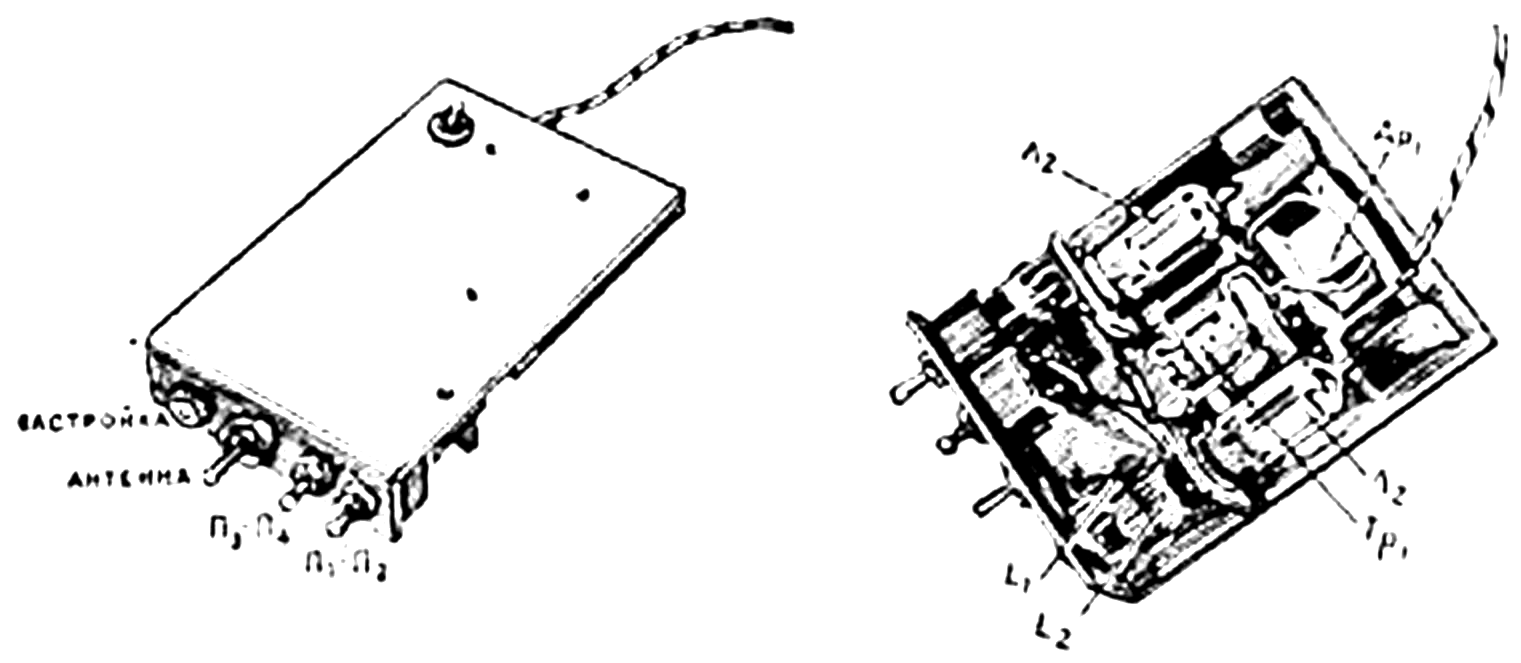 НАСТРОЙКА
АНТЕННА
П₃-П₄
П₁-П₂
Л2
Др₁
Л2
Тр₁
L₁
L₂